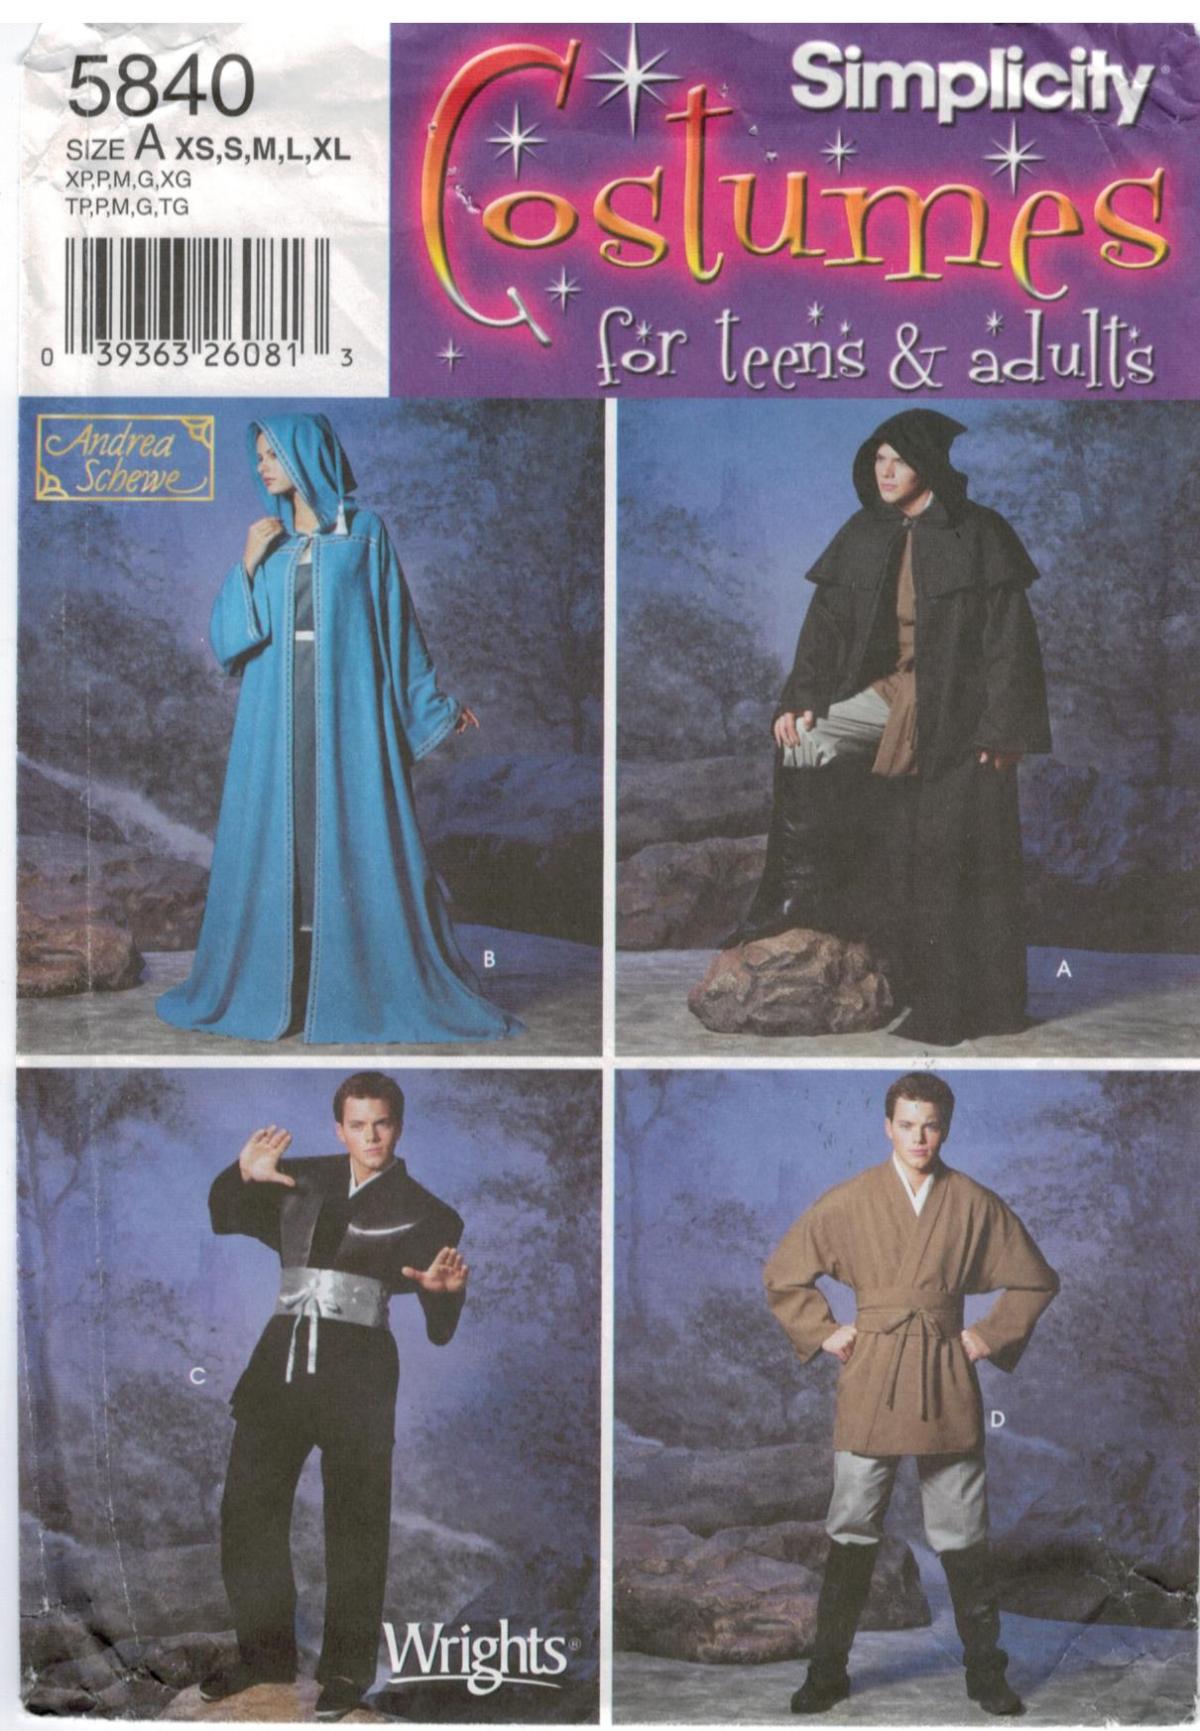 5840
SIZE A XS,S,M,L,XL
XP,P,M,G,XG
TP,P,M,G,TG
0 39363 26081 3
Simplicity
Costumes
for teens & adults
Andrea
Schewe
B
A
C
D
Wrights®